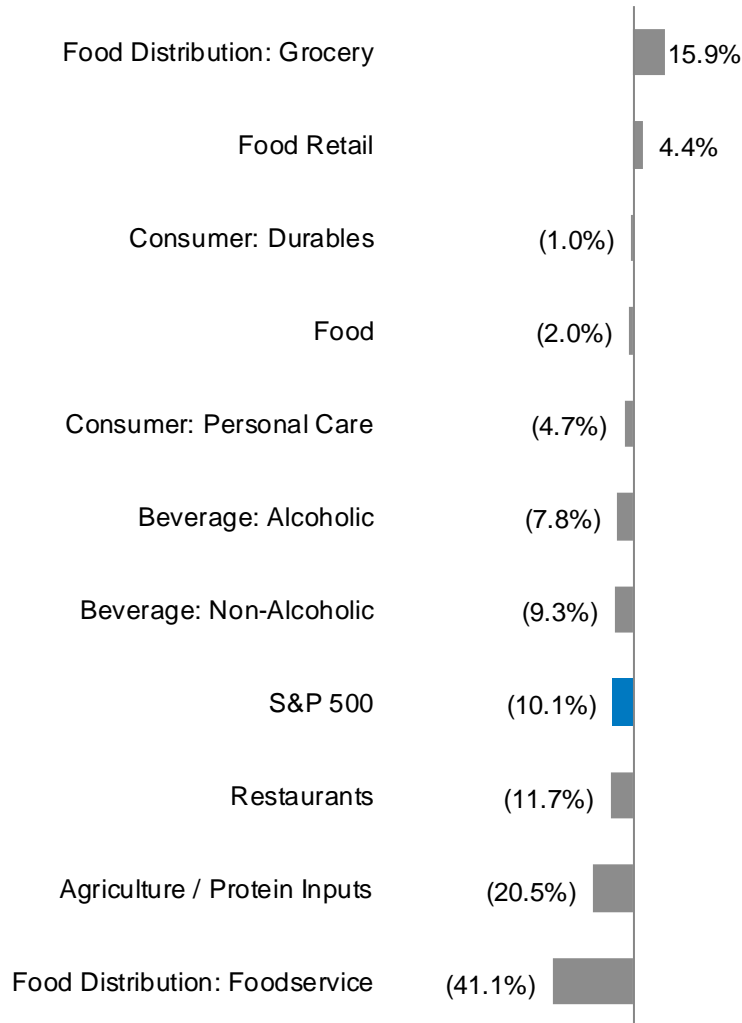 Food Distribution: Grocery 15.9%
Food Retail 4.4%
Consumer: Durables (1.0%)
Food (2.0%)
Consumer: Personal Care (4.7%)
Beverage: Alcoholic (7.8%)
Beverage: Non-Alcoholic (9.3%)
S&P 500 (10.1%)
Restaurants (11.7%)
Agriculture / Protein Inputs (20.5%)
Food Distribution: Foodservice (41.1%)